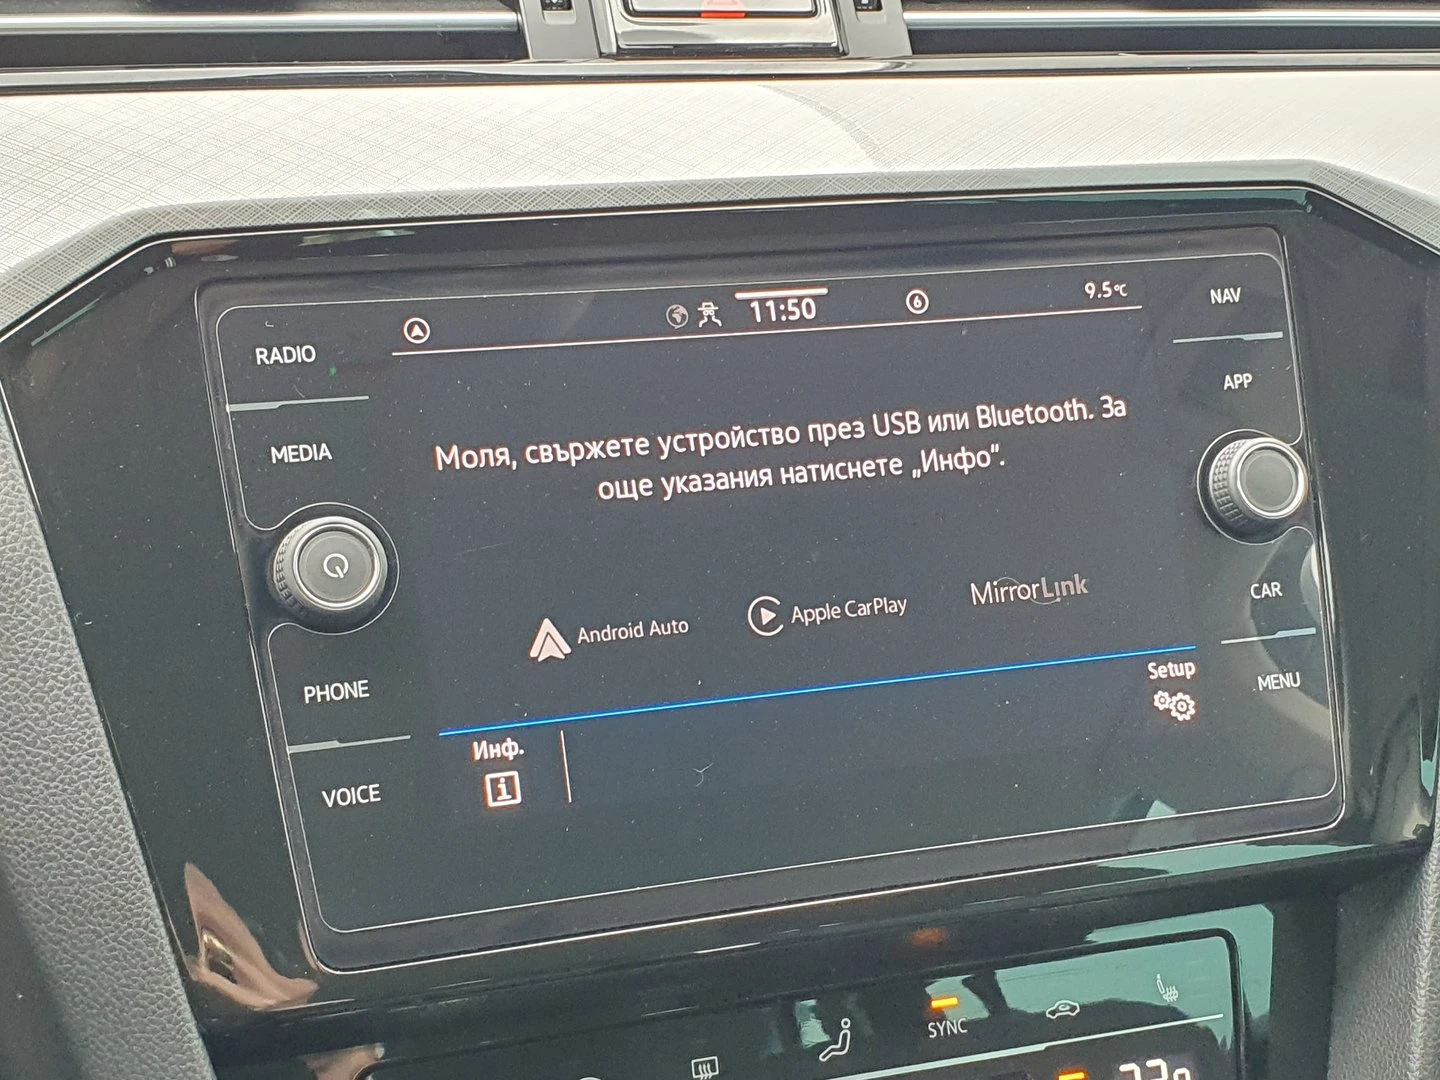 11:50
6
9.5°C
NAV
RADIO
APP
MEDIA
Моля, свържете устройство през USB или Bluetooth. За
още указания натиснете „Инфо“.
Android Auto
Apple CarPlay
MirrorLink
CAR
PHONE
Setup
MENU
Инф.
i
VOICE
SYNC